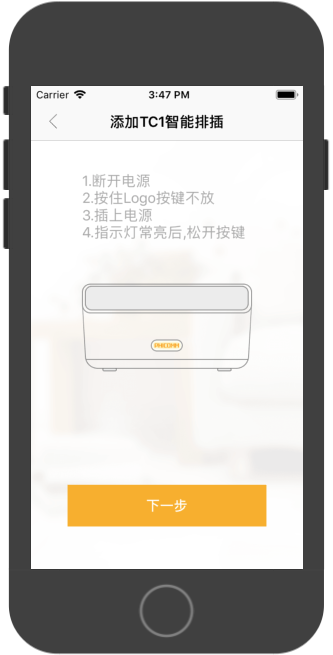 Carrier 3:47 PM
添加TC1智能排插
1.断开电源
2.按住Logo按键不放
3.插上电源
4.指示灯常亮后,松开按键
PHICOMM
下一步